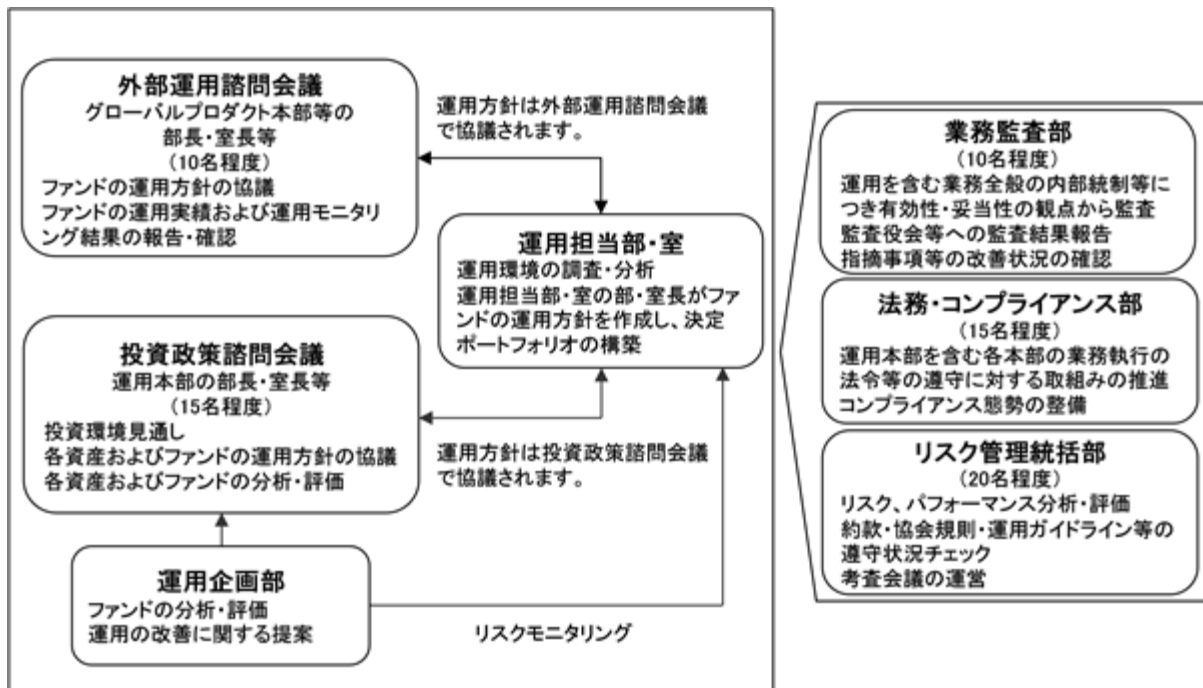 外部運用諮問会議
グローバルプロダクト本部等の
部長・室長等
(10名程度)
ファンドの運用方針の協議
ファンドの運用実績および運用モニタリ
ング結果の報告・確認
運用方針は外部運用諮問会議
で協議されます。
運用担当部・室
運用環境の調査・分析
運用担当部・室の部・室長がファ
ンドの運用方針を作成し、決定
ポートフォリオの構築
投資政策諮問会議
運用本部の部長・室長等
(15名程度)
投資環境見通し
各資産およびファンドの運用方針の協議
各資産およびファンドの分析・評価
運用方針は投資政策諮問会議
で協議されます。
運用企画部
ファンドの分析・評価
運用の改善に関する提案
リスクモニタリング
業務監査部
(10名程度)
運用を含む業務全般の内部統制等に
つき有効性・妥当性の観点から監査
監査役会等への監査結果報告
指摘事項等の改善状況の確認
法務・コンプライアンス部
(15名程度)
運用本部を含む各本部の業務執行の
法令等の遵守に対する取組みの推進
コンプライアンス態勢の整備
リスク管理統括部
(20名程度)
リスク、パフォーマンス分析・評価
約款・協会規則・運用ガイドライン等の
遵守状況チェック
考査会議の運営